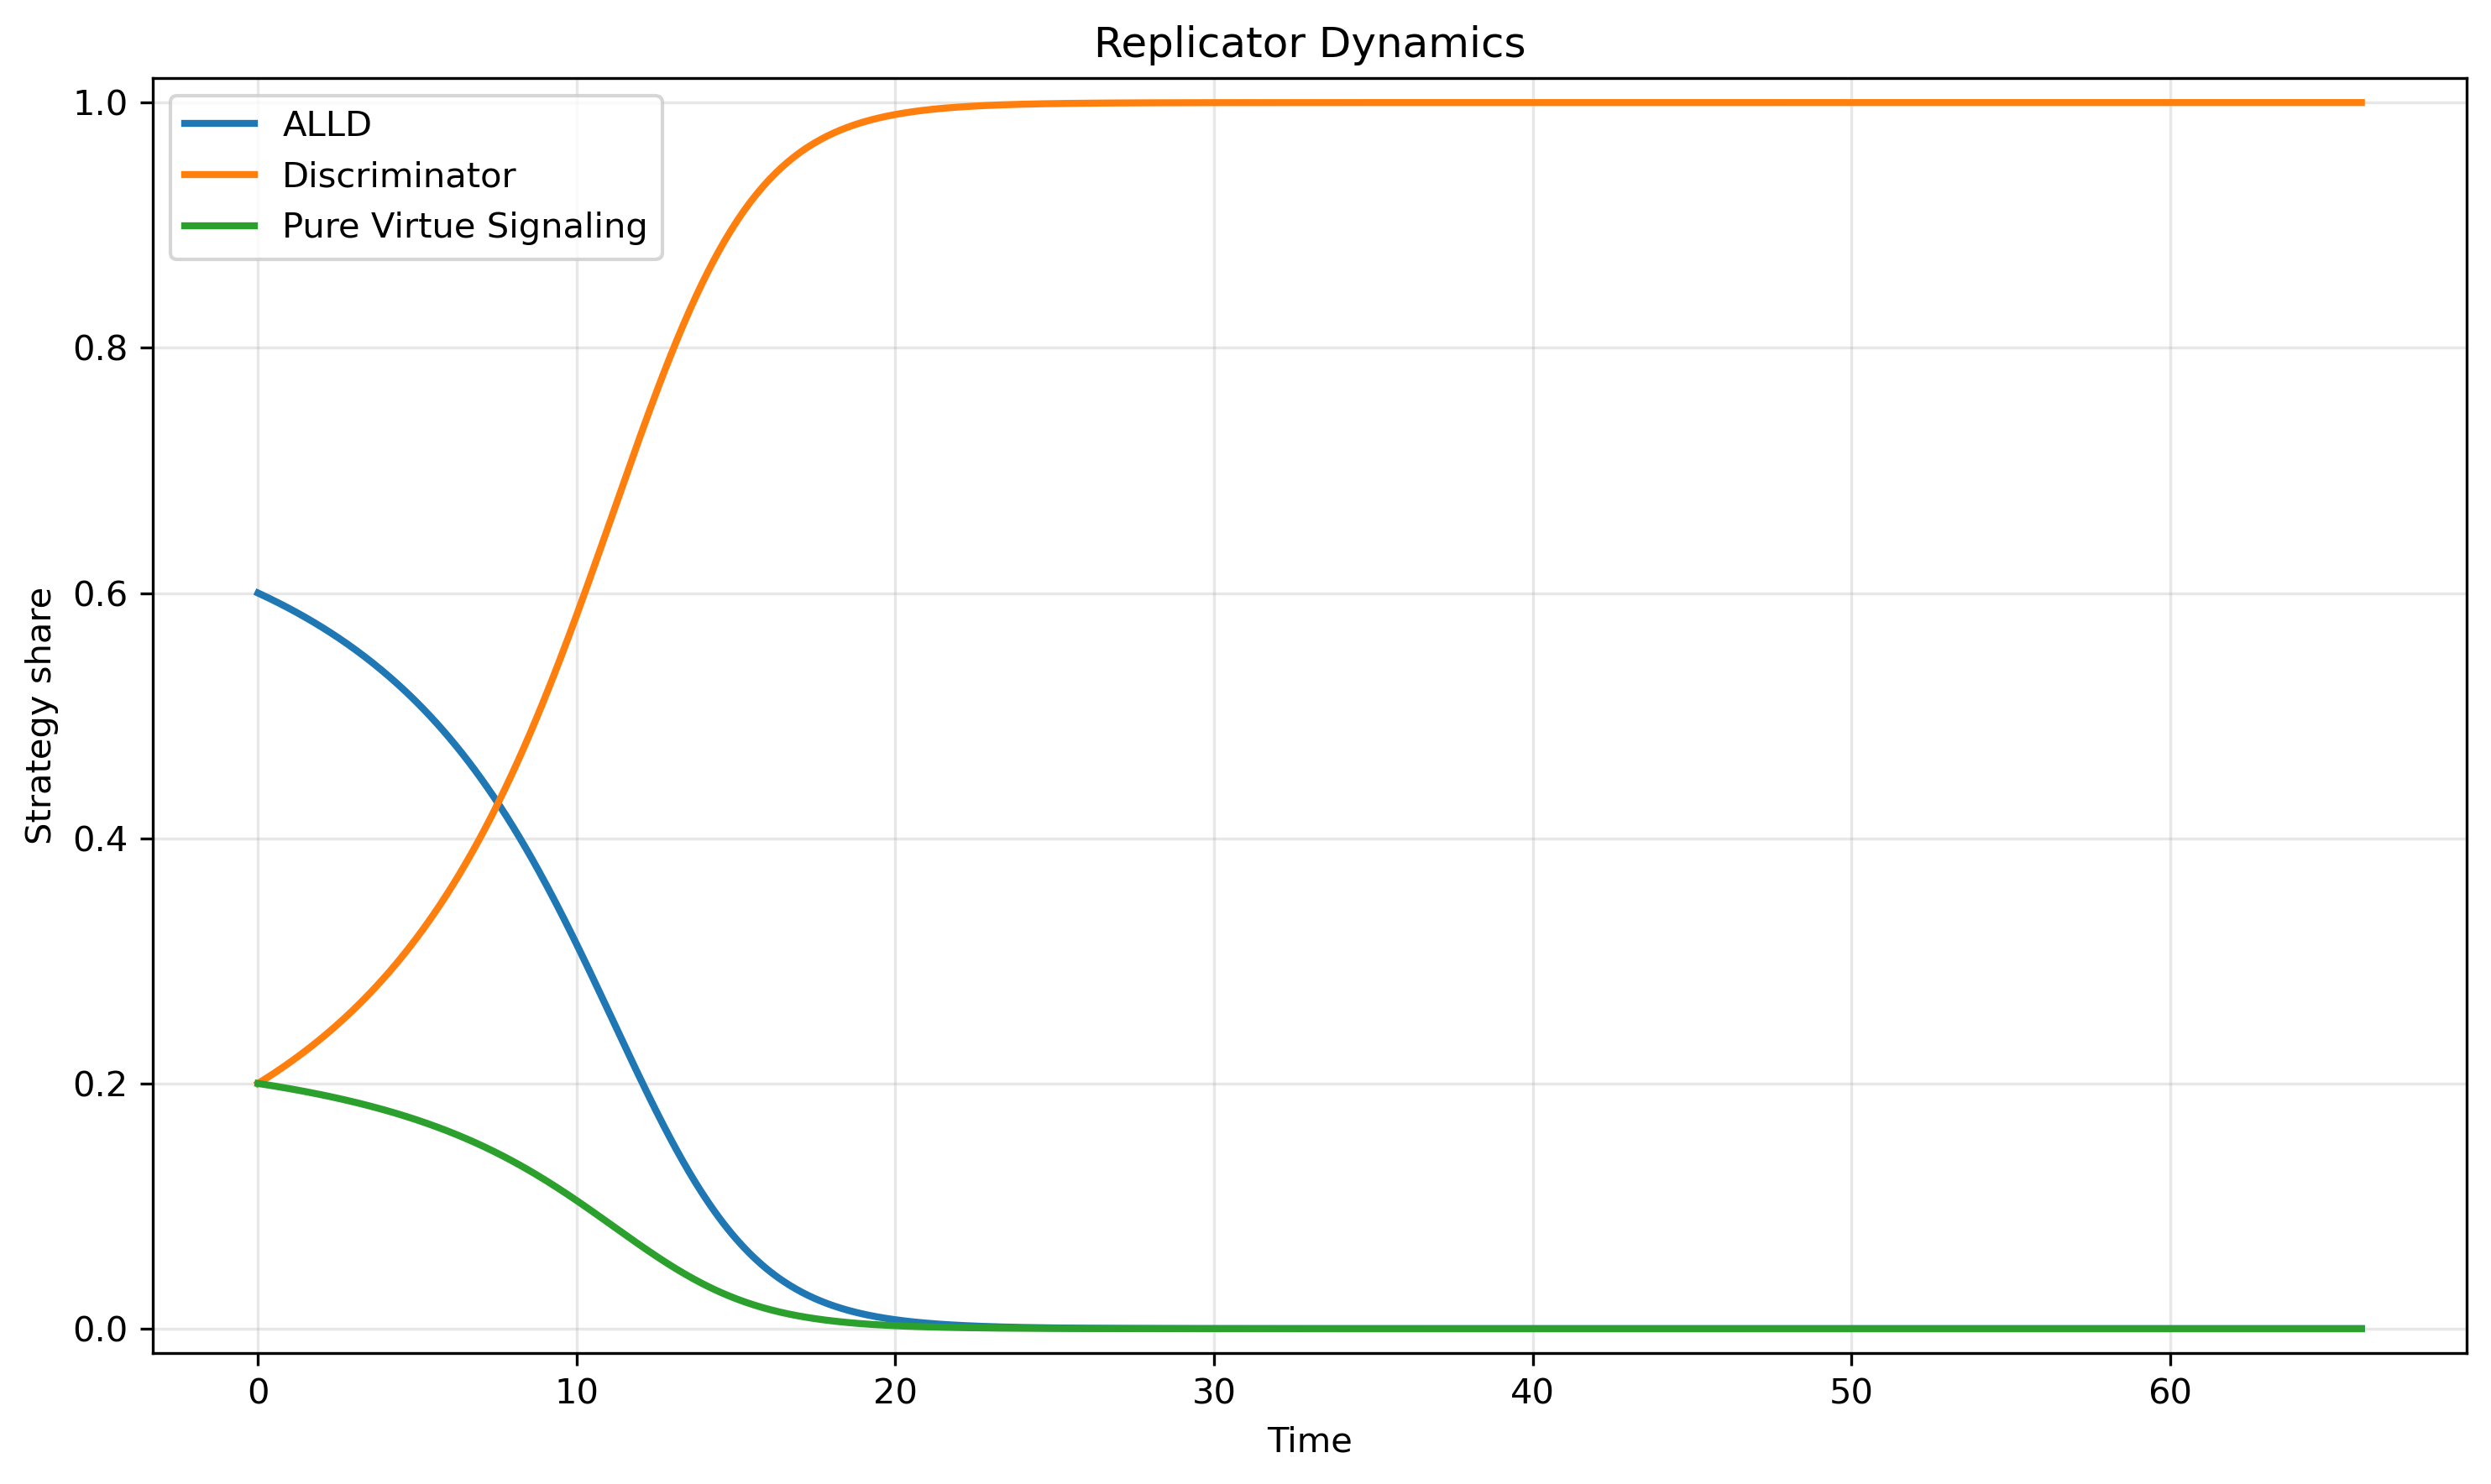 Replicator Dynamics
ALLD
Discriminator
Pure Virtue Signaling
Strategy share
1.0
0.8
0.6
0.4
0.2
0.0
0 10 20 30 40 50 60
Time